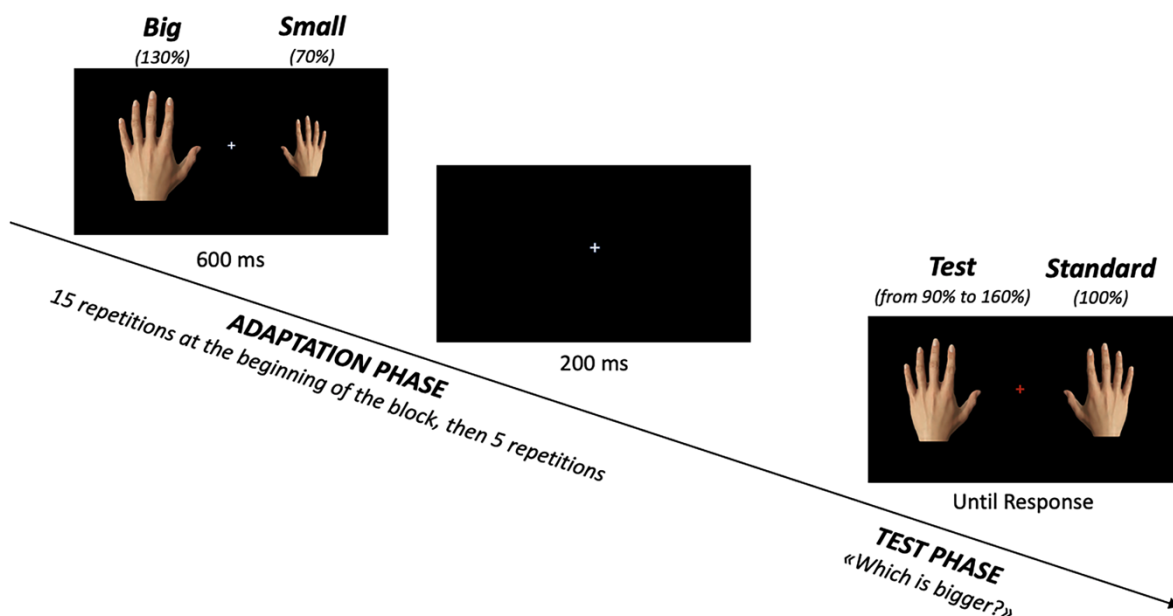 Big
(130%)
Small
(70%)
600 ms
200 ms
ADAPTATION PHASE
15 repetitions at the beginning of the block, then 5 repetitions
Test
(from 90% to 160%)
Standard
(100%)
Until Response
TEST PHASE
«Which is bigger?»